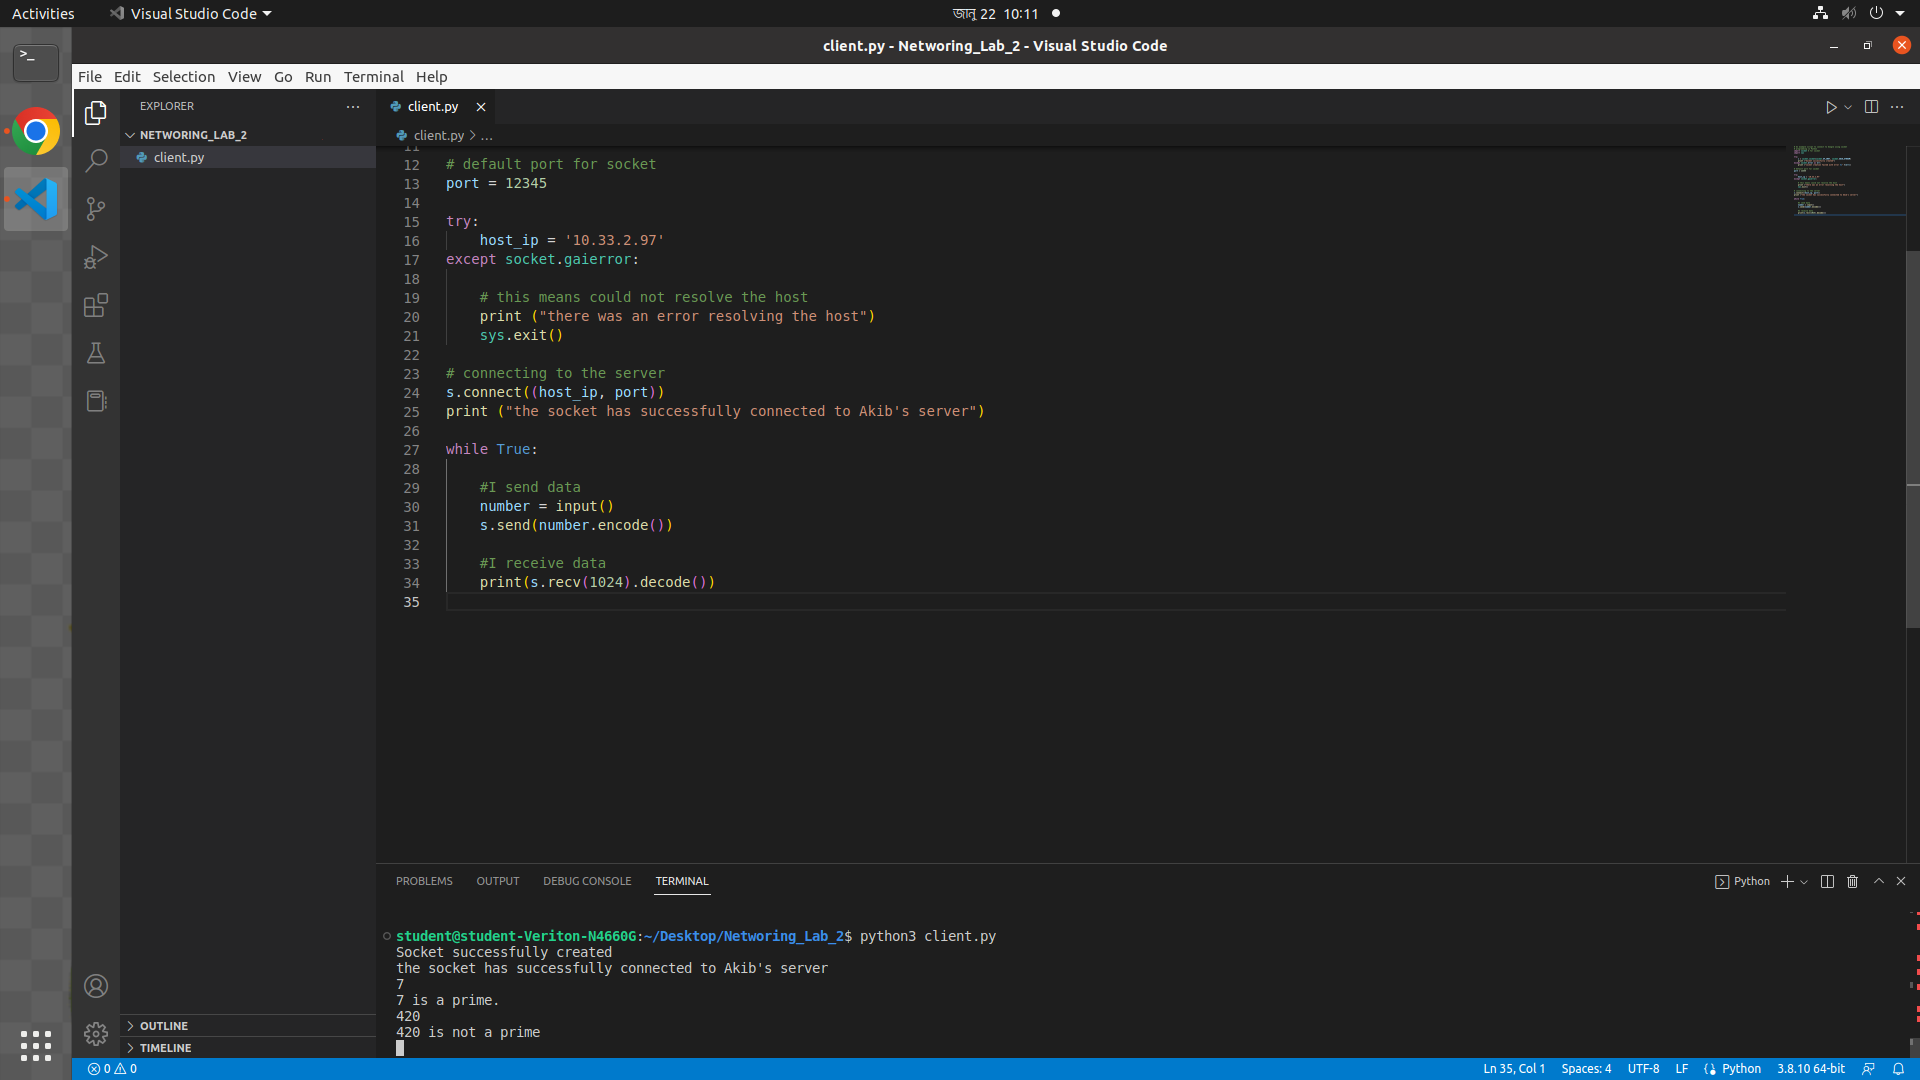 Activities
Visual Studio Code
জানু 22 10:11
client.py - Networing_Lab_2 - Visual Studio Code
File Edit Selection View Go Run Terminal Help
EXPLORER
NETWORING_LAB_2
client.py
client.py
client.py > ...
11
12 # default port for socket
13 port = 12345
14
15 try:
16     host_ip = '10.33.2.97'
17 except socket.gaierror:
18
19     # this means could not resolve the host
20     print ("there was an error resolving the host")
21     sys.exit()
22
23 # connecting to the server
24 s.connect((host_ip, port))
25 print ("the socket has successfully connected to Akib's server")
26
27 while True:
28
29     #I send data
30     number = input()
31     s.send(number.encode())
32
33     #I receive data
34     print(s.recv(1024).decode())
35
PROBLEMS OUTPUT DEBUG CONSOLE TERMINAL
Python
student@student-Veriton-N4660G:~/Desktop/Networing_Lab_2$ python3 client.py
Socket successfully created
the socket has successfully connected to Akib's server
7
7 is a prime.
420
420 is not a prime
OUTLINE
TIMELINE
0 0
Ln 35, Col 1 Spaces: 4 UTF-8 LF Python 3.8.10 64-bit